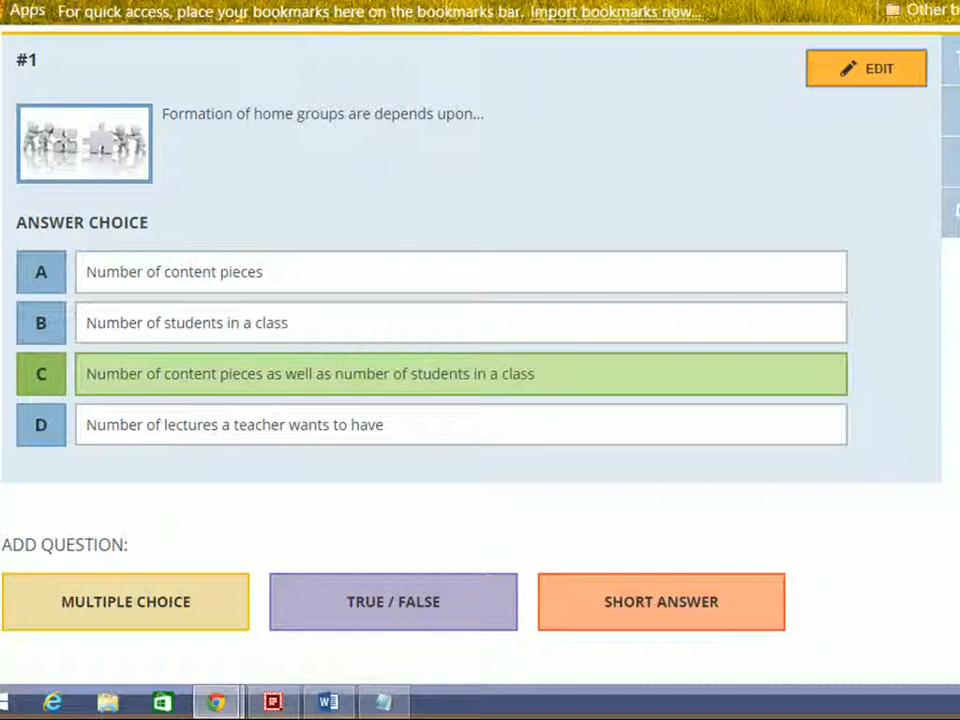 Apps For quick access, place your bookmarks here on the bookmarks bar. Import bookmarks now... Other b
#1
EDIT
Formation of home groups are depends upon...
ANSWER CHOICE
A Number of content pieces
B Number of students in a class
C Number of content pieces as well as number of students in a class
D Number of lectures a teacher wants to have
ADD QUESTION:
MULTIPLE CHOICE TRUE / FALSE SHORT ANSWER